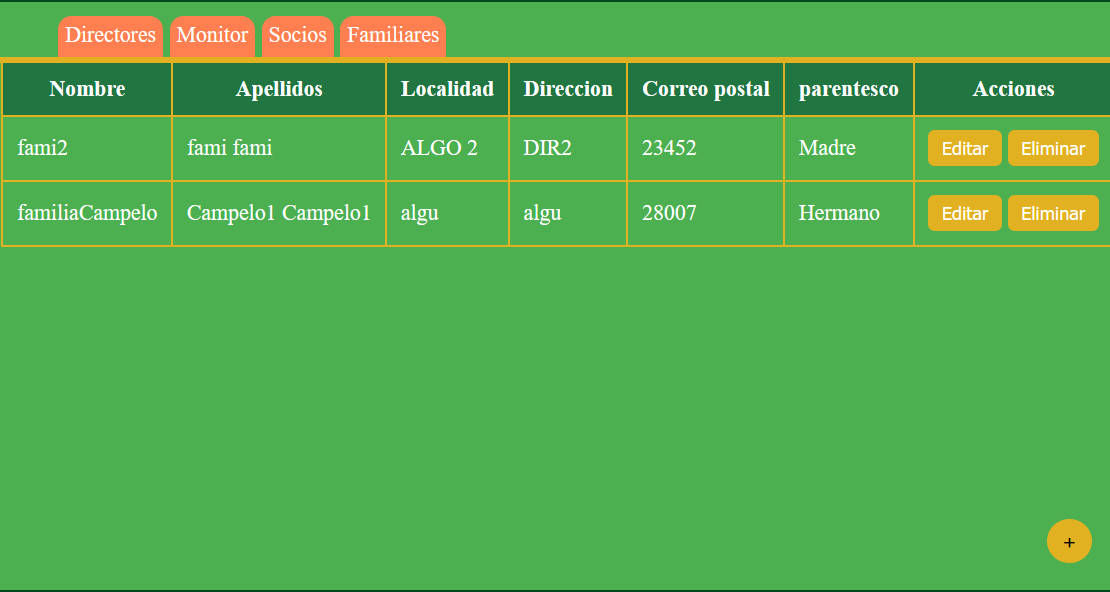 Directores Monitor Socios Familiares
Nombre Apellidos Localidad Direccion Correo postal parentesco Acciones
fami2 fami fami ALGO 2 DIR2 23452 Madre Editar Eliminar
familiaCampelo Campelo1 Campelo1 algu algu 28007 Hermano Editar Eliminar
+